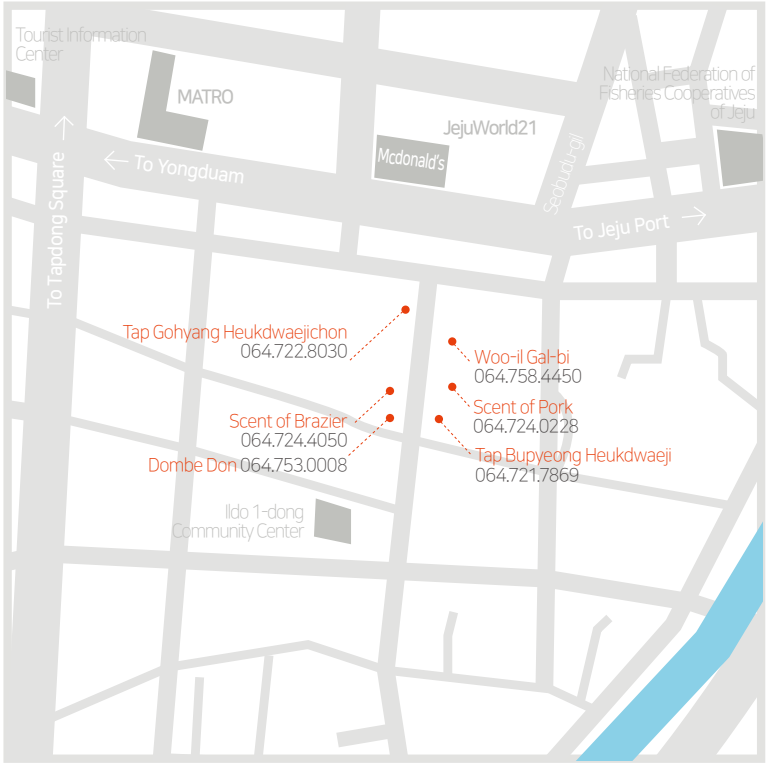 Tourist Information
Center
MATRO
National Federation of
Fisheries Cooperatives
of Jeju
JejuWorld21
Mcdonald's
To Yongduam
Seobudu-gil
To Tapdong Square
To Jeju Port
Tap Gohyang Heukdwaejichon
064.722.8030
Woo-il Gal-bi
064.758.4450
Scent of Brazier
064.724.4050
Scent of Pork
064.724.0228
Dombe Don 064.753.0008
Tap Bupyeong Heukdwaeji
064.721.7869
Ildo 1-dong
Community Center